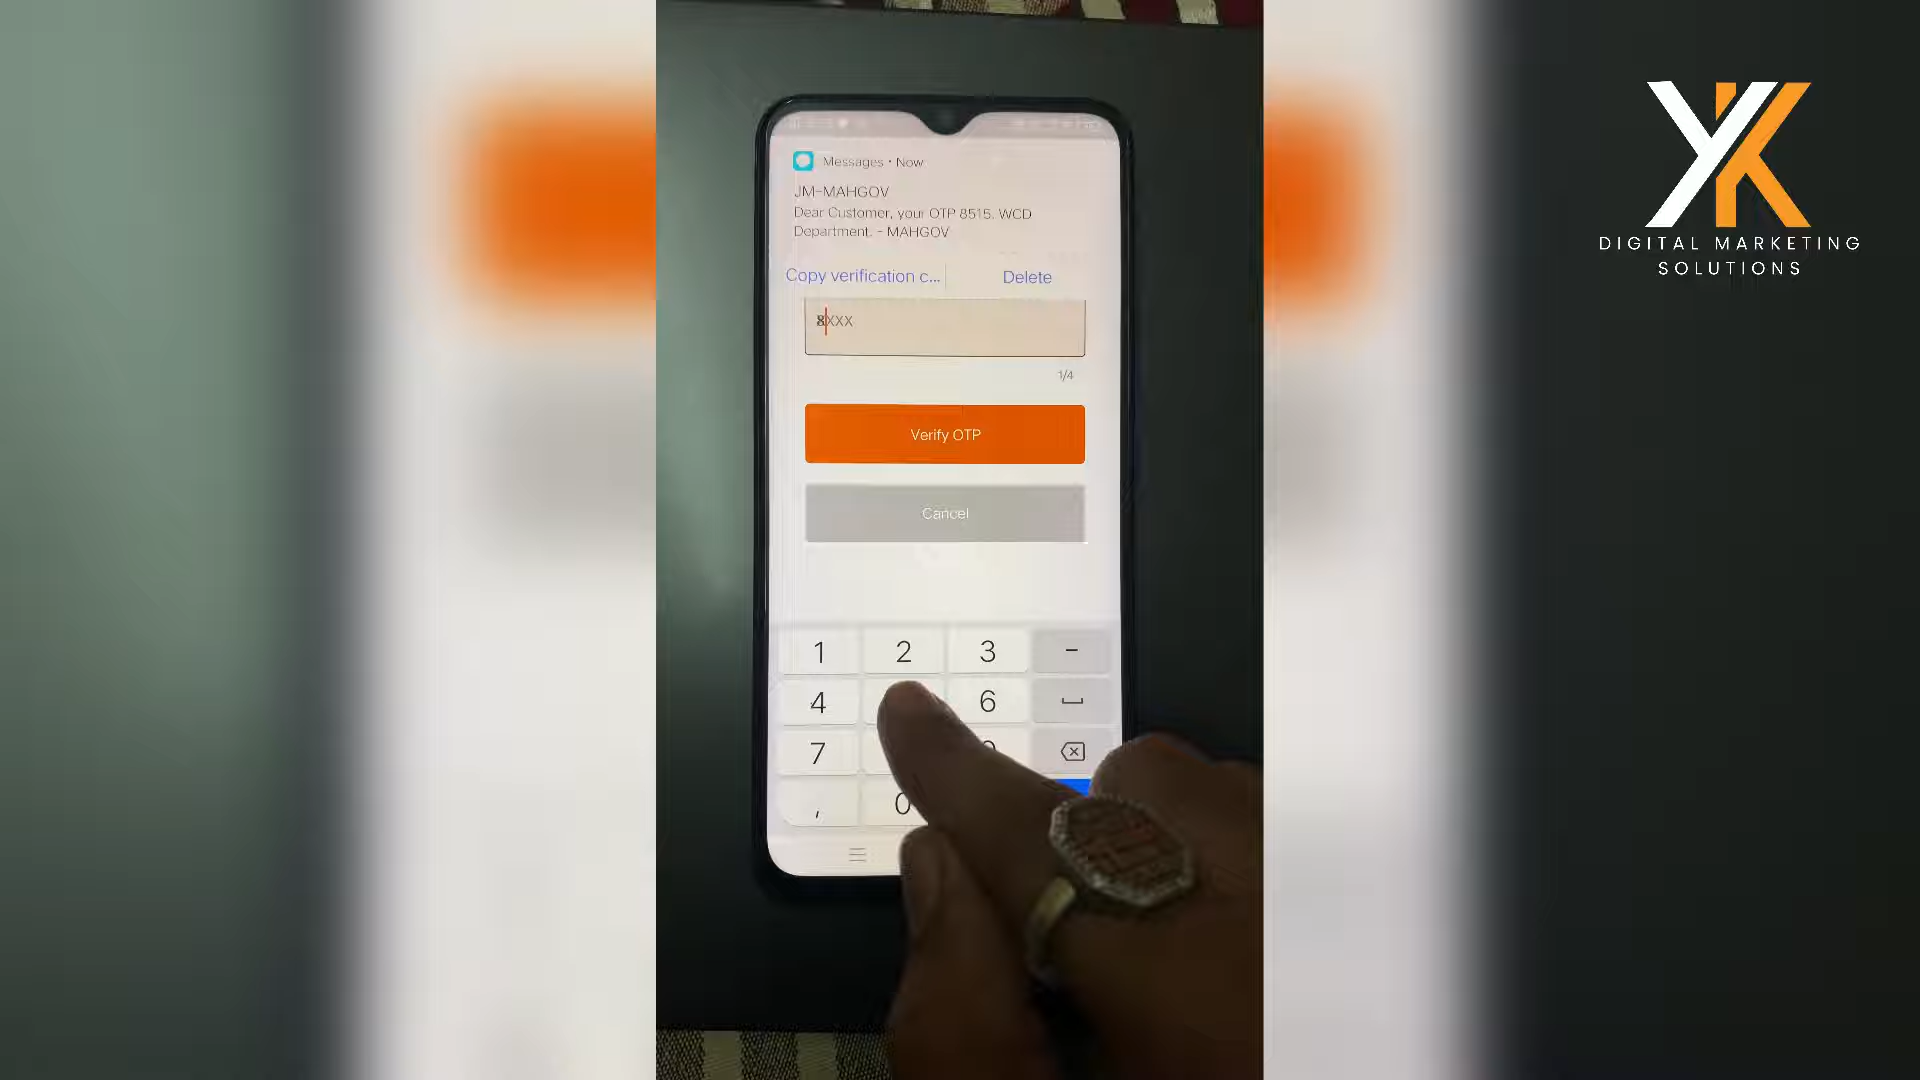 Messages • Now
JM-MAHGOV
Dear Customer, your OTP 8515. WCD
Department. - MAHGOV
Copy verification c...
Delete
8XXX
1/4
Verify OTP
Cancel
1 2 3 -
4 6
7
, 0
YK
DIGITAL MARKETING
SOLUTIONS